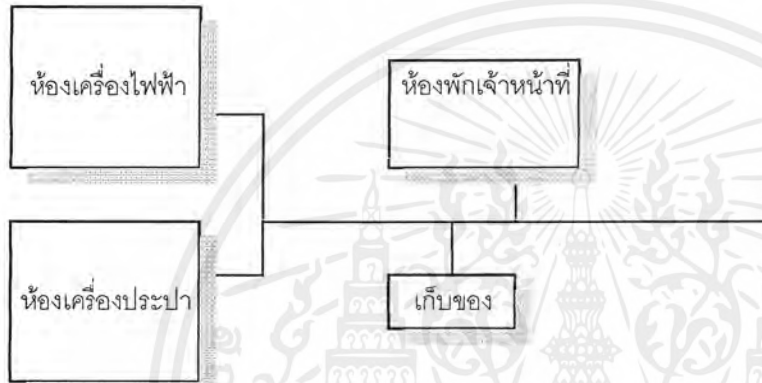 ห้องเครื่องไฟฟ้า
ห้องพักเจ้าหน้าที่
ห้องเครื่องประปา
เก็บของ